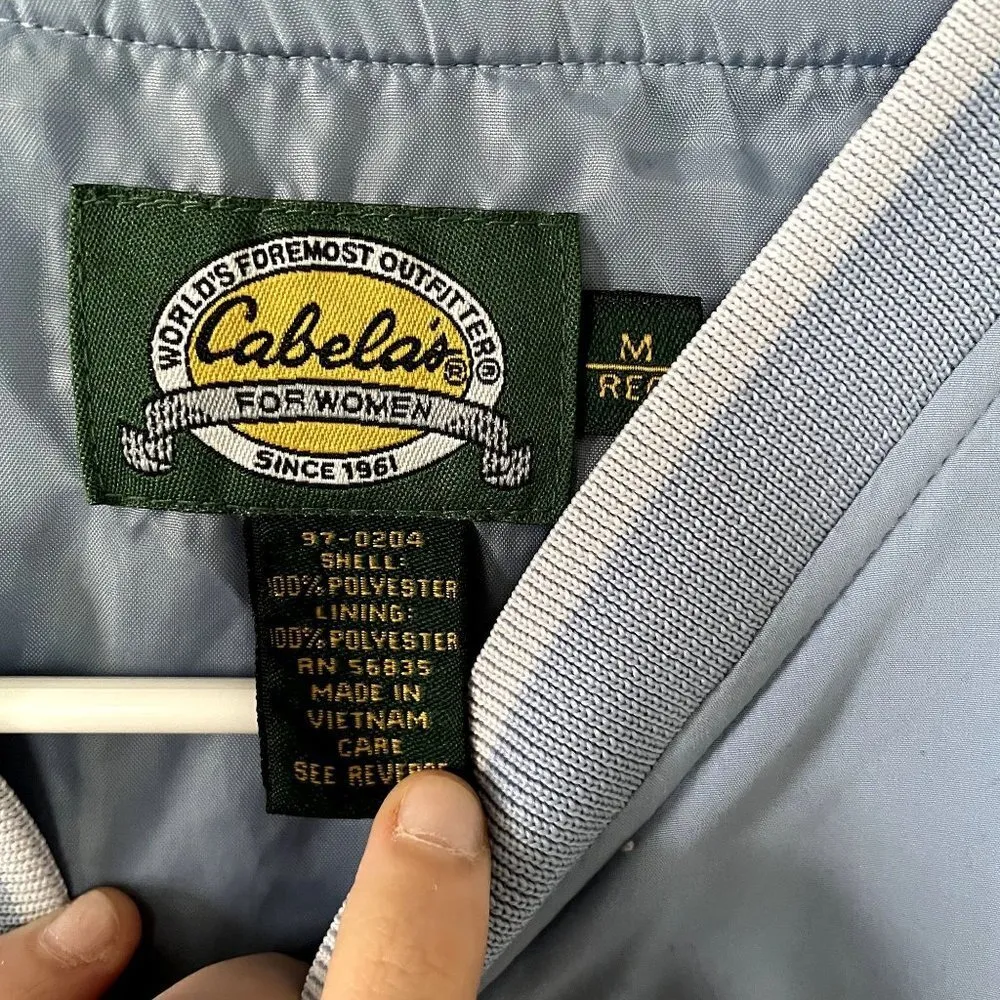 WORLD'S FOREMOST OUTFITTER®
Cabela's®
FOR WOMEN
SINCE 1961
M
REG
97-0204
SHELL:
100% POLYESTER
LINING:
100% POLYESTER
RN 56835
MADE IN
VIETNAM
CARE
SEE REVERSE